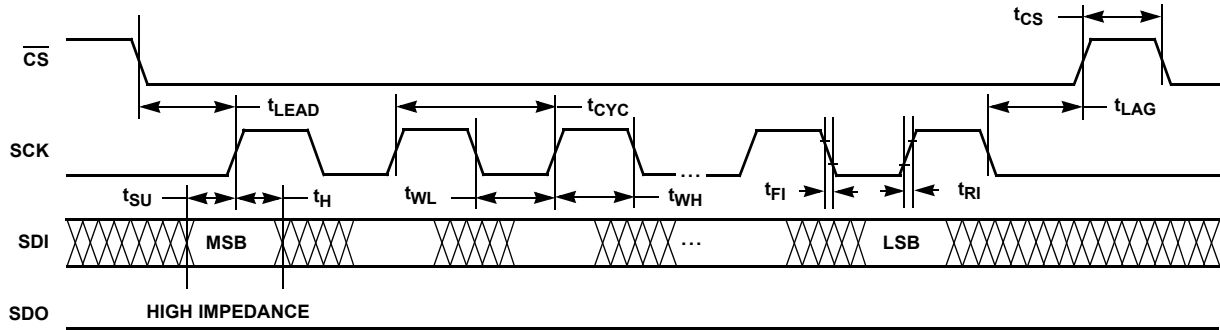 tCS
CS
tLEAD
tCYC
tLAG
SCK
...
tSU
tH
tWL
tWH
tFI
tRI
SDI
MSB
...
LSB
HIGH IMPEDANCE
SDO